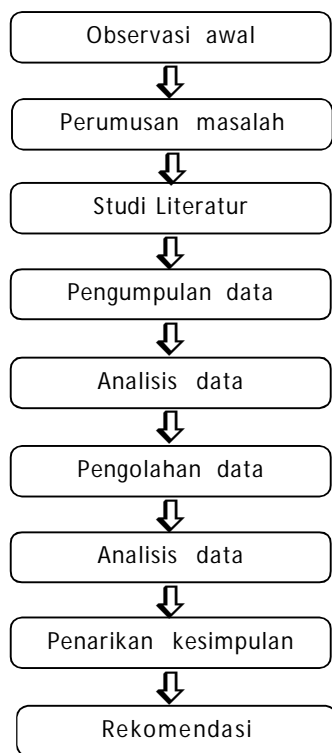 Observasi awal
Perumusan masalah
Studi Literatur
Pengumpulan data
Analisis data
Pengolahan data
Analisis data
Penarikan kesimpulan
Rekomendasi